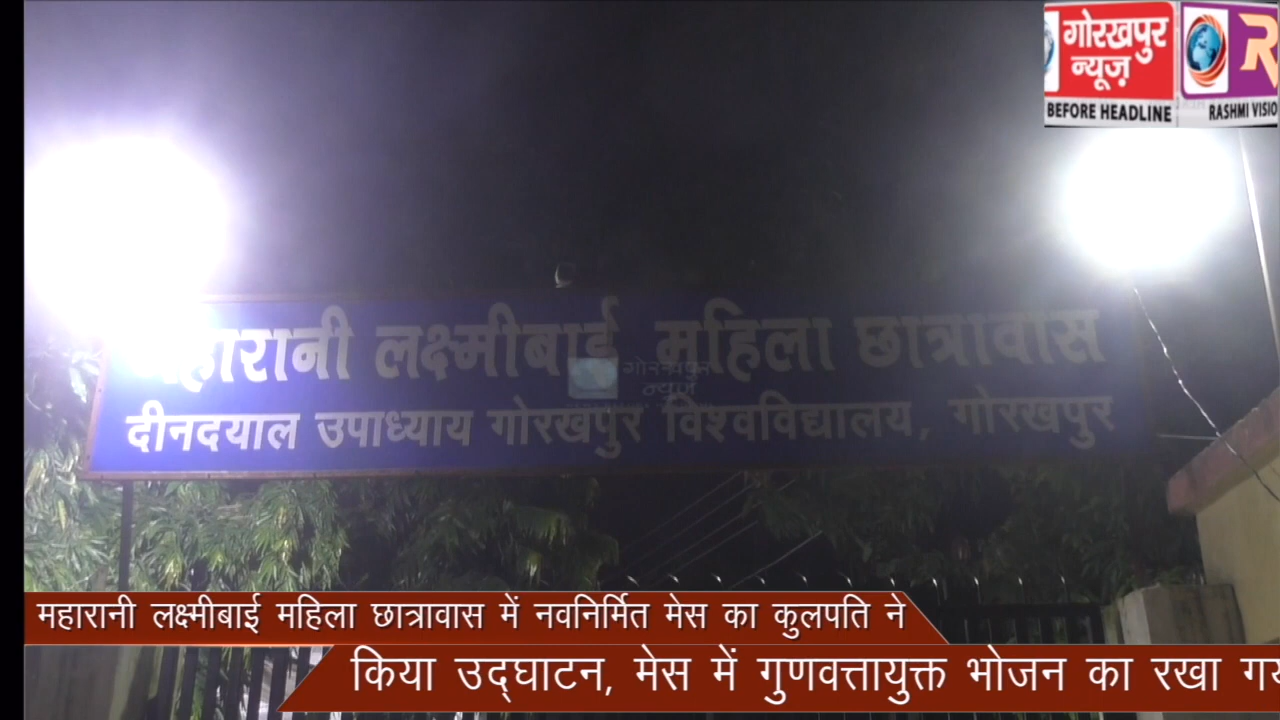 गोरखपुर
न्यूज़
BEFORE HEADLINE
R
RASHMI VISIO
महारानी लक्ष्मीबाई महिला छात्रावास
दीनदयाल उपाध्याय गोरखपुर विश्वविद्यालय, गोरखपुर
गोरखपुर
न्यूज़
महारानी लक्ष्मीबाई महिला छात्रावास में नवनिर्मित मेस का कुलपति ने
किया उद्घाटन, मेस में गुणवत्तायुक्त भोजन का रखा